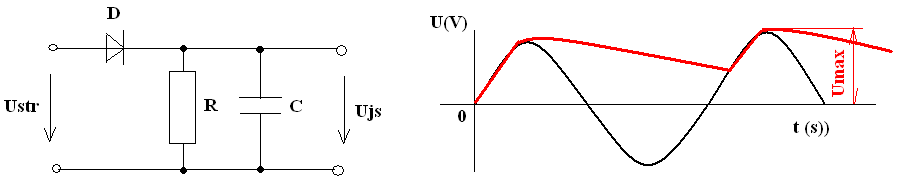 D
Ustr
R
C
Ujs
U(V)
0
t (s))
Umax